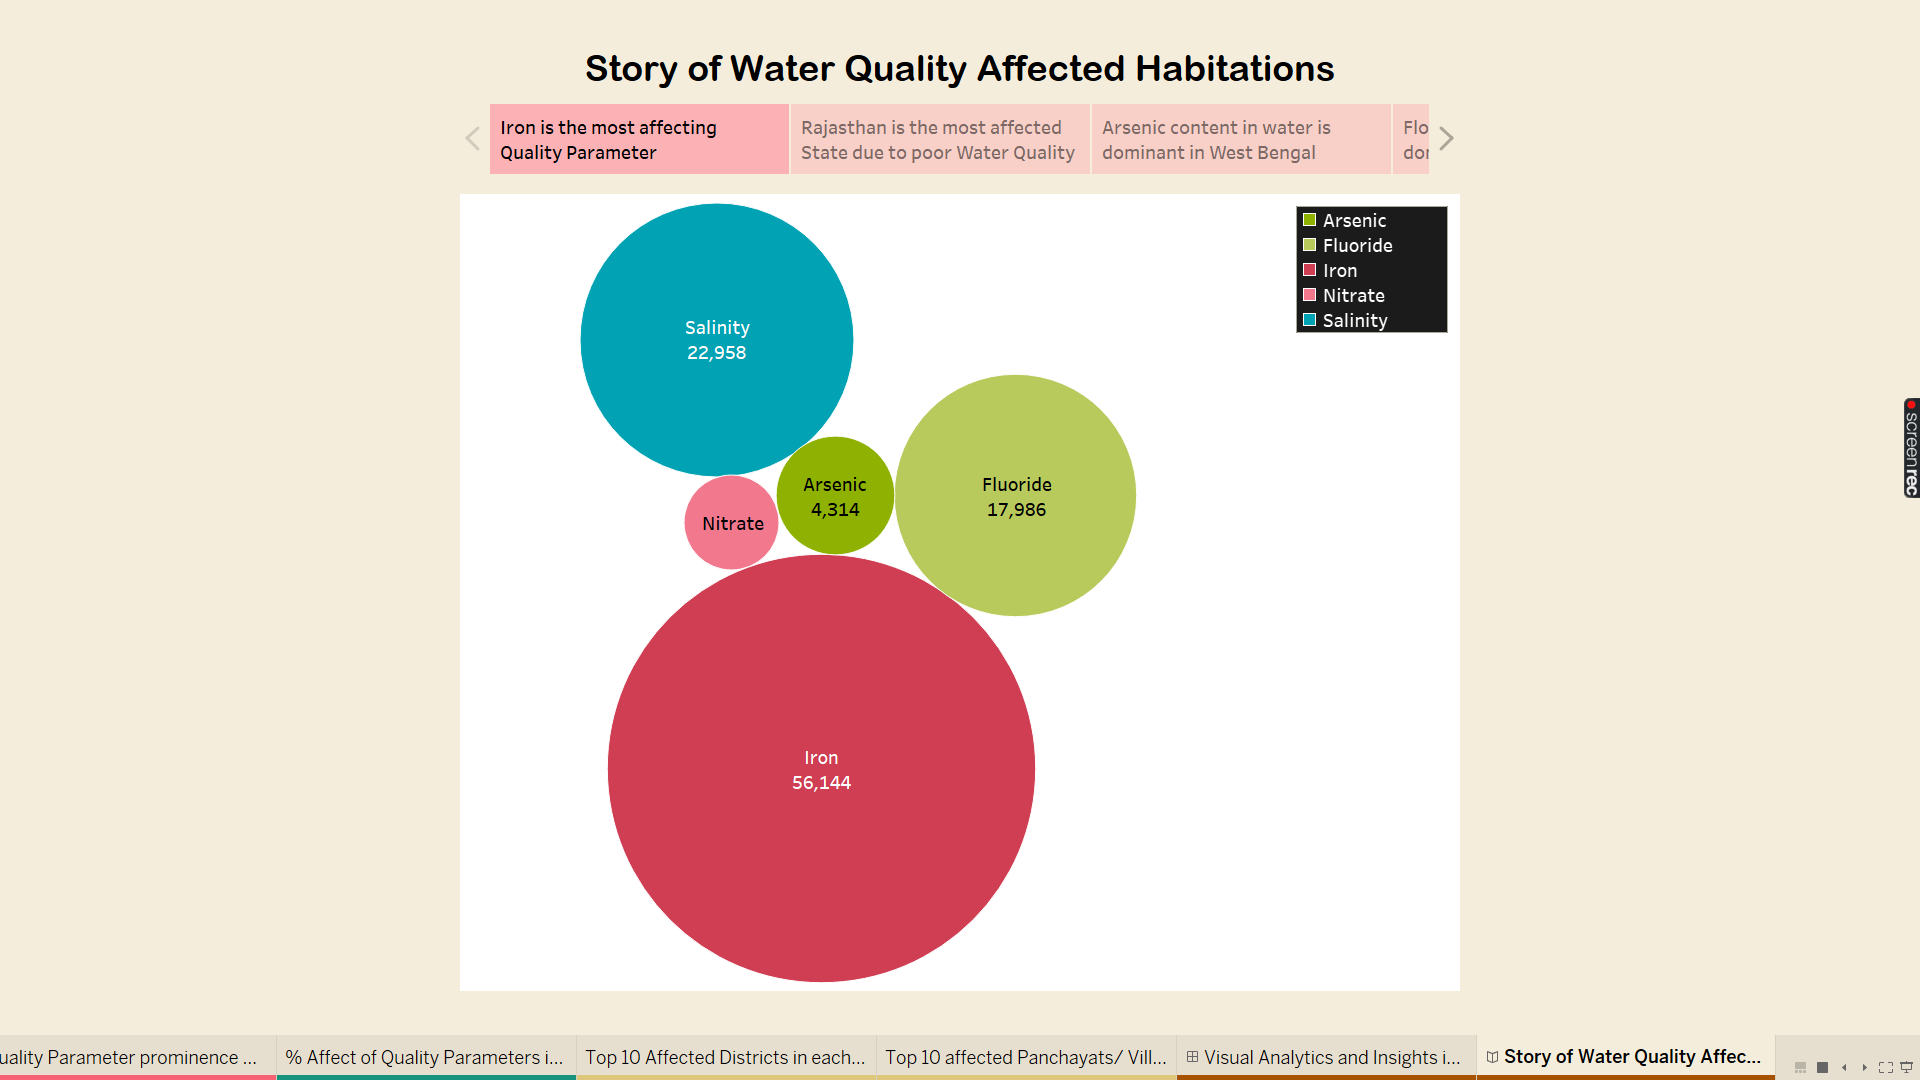 Story of Water Quality Affected Habitations
Iron is the most affecting
Quality Parameter
Rajasthan is the most affected
State due to poor Water Quality
Arsenic content in water is
dominant in West Bengal
Flo
dor
Arsenic
Fluoride
Iron
Nitrate
Salinity
Salinity
22,958
Arsenic
4,314
Fluoride
17,986
Nitrate
Iron
56,144
screenrec
uality Parameter prominence ...
% Affect of Quality Parameters i...
Top 10 Affected Districts in each...
Top 10 affected Panchayats/ Vill...
Visual Analytics and Insights i...
Story of Water Quality Affec...